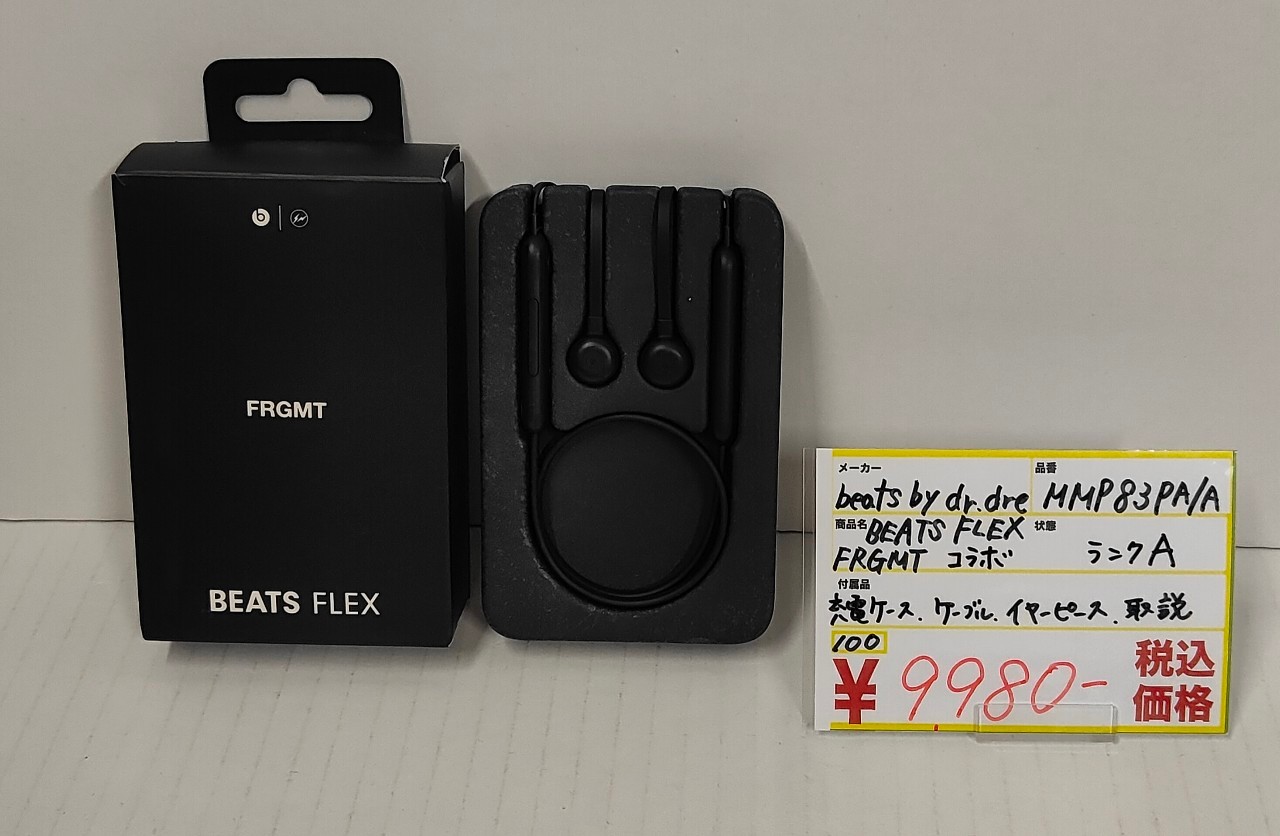 FRGMT
BEATS FLEX
メーカー
beats by dr.dre
品番
MMP83PA/A
商品名 BEATS FLEX
FRGMT コラボ
状態
ランクA
付属品
充電ケース、ケーブル、イヤーピース、取説
100
¥9,980-
税込
価格